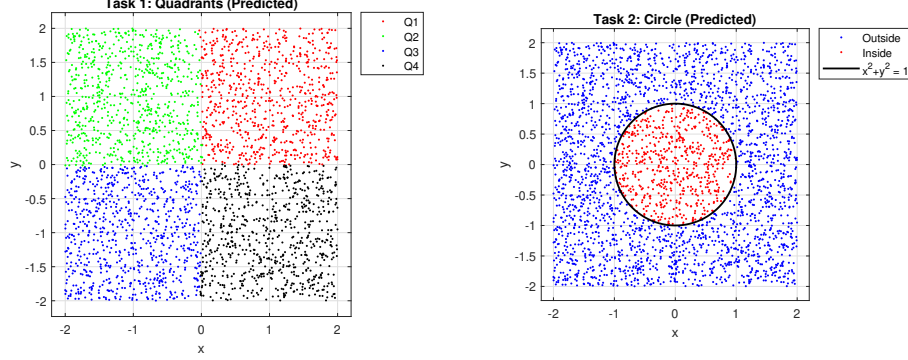 Task 1: Quadrants (Predicted)
2
1.5
1
0.5
0
-0.5
-1
-1.5
-2
y
-2 -1 0 1 2
x
Q1
Q2
Q3
Q4
Task 2: Circle (Predicted)
2
1.5
1
0.5
0
-0.5
-1
-1.5
-2
y
-2 -1 0 1 2
x
Outside
Inside
x²+y² = 1